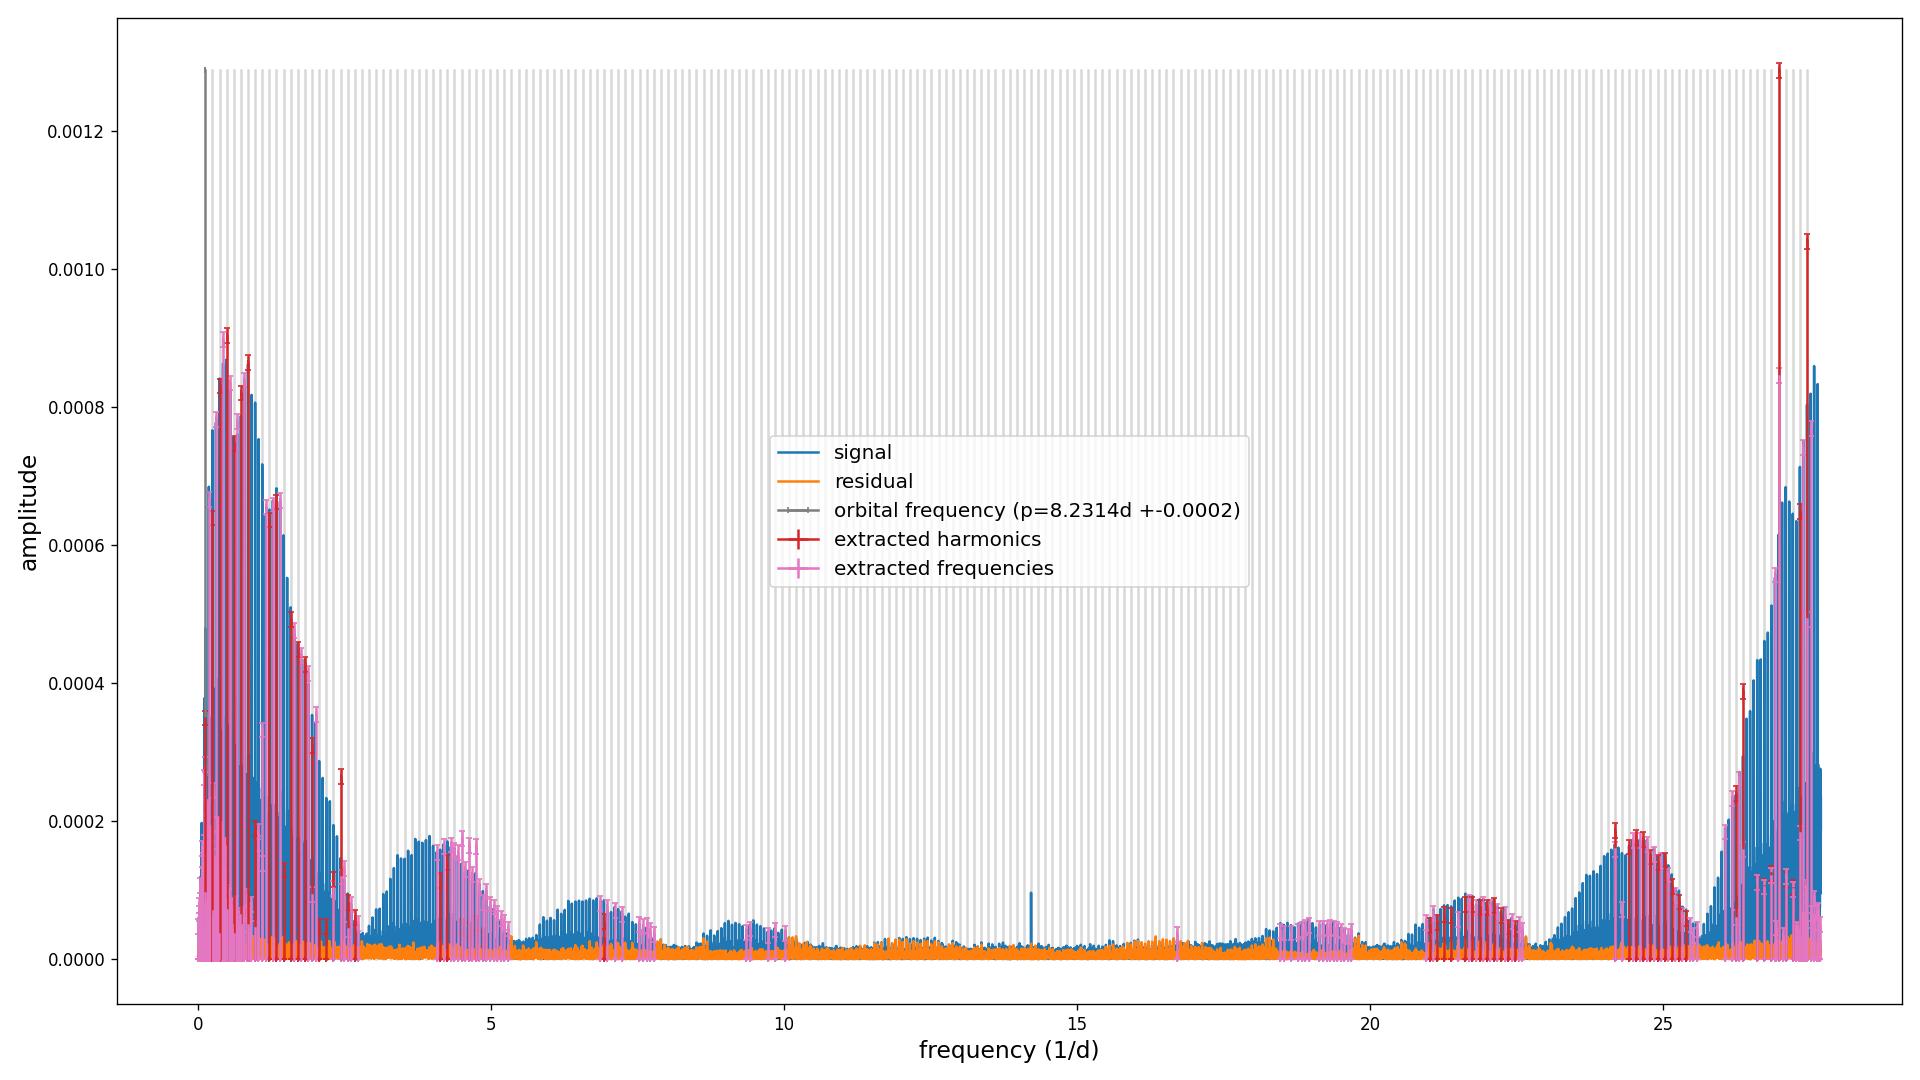 amplitude
0.0012
0.0010
0.0008
0.0006
0.0004
0.0002
0.0000
signal
residual
orbital frequency (p=8.2314d +-0.0002)
extracted harmonics
extracted frequencies
0 5 10 15 20 25
frequency (1/d)